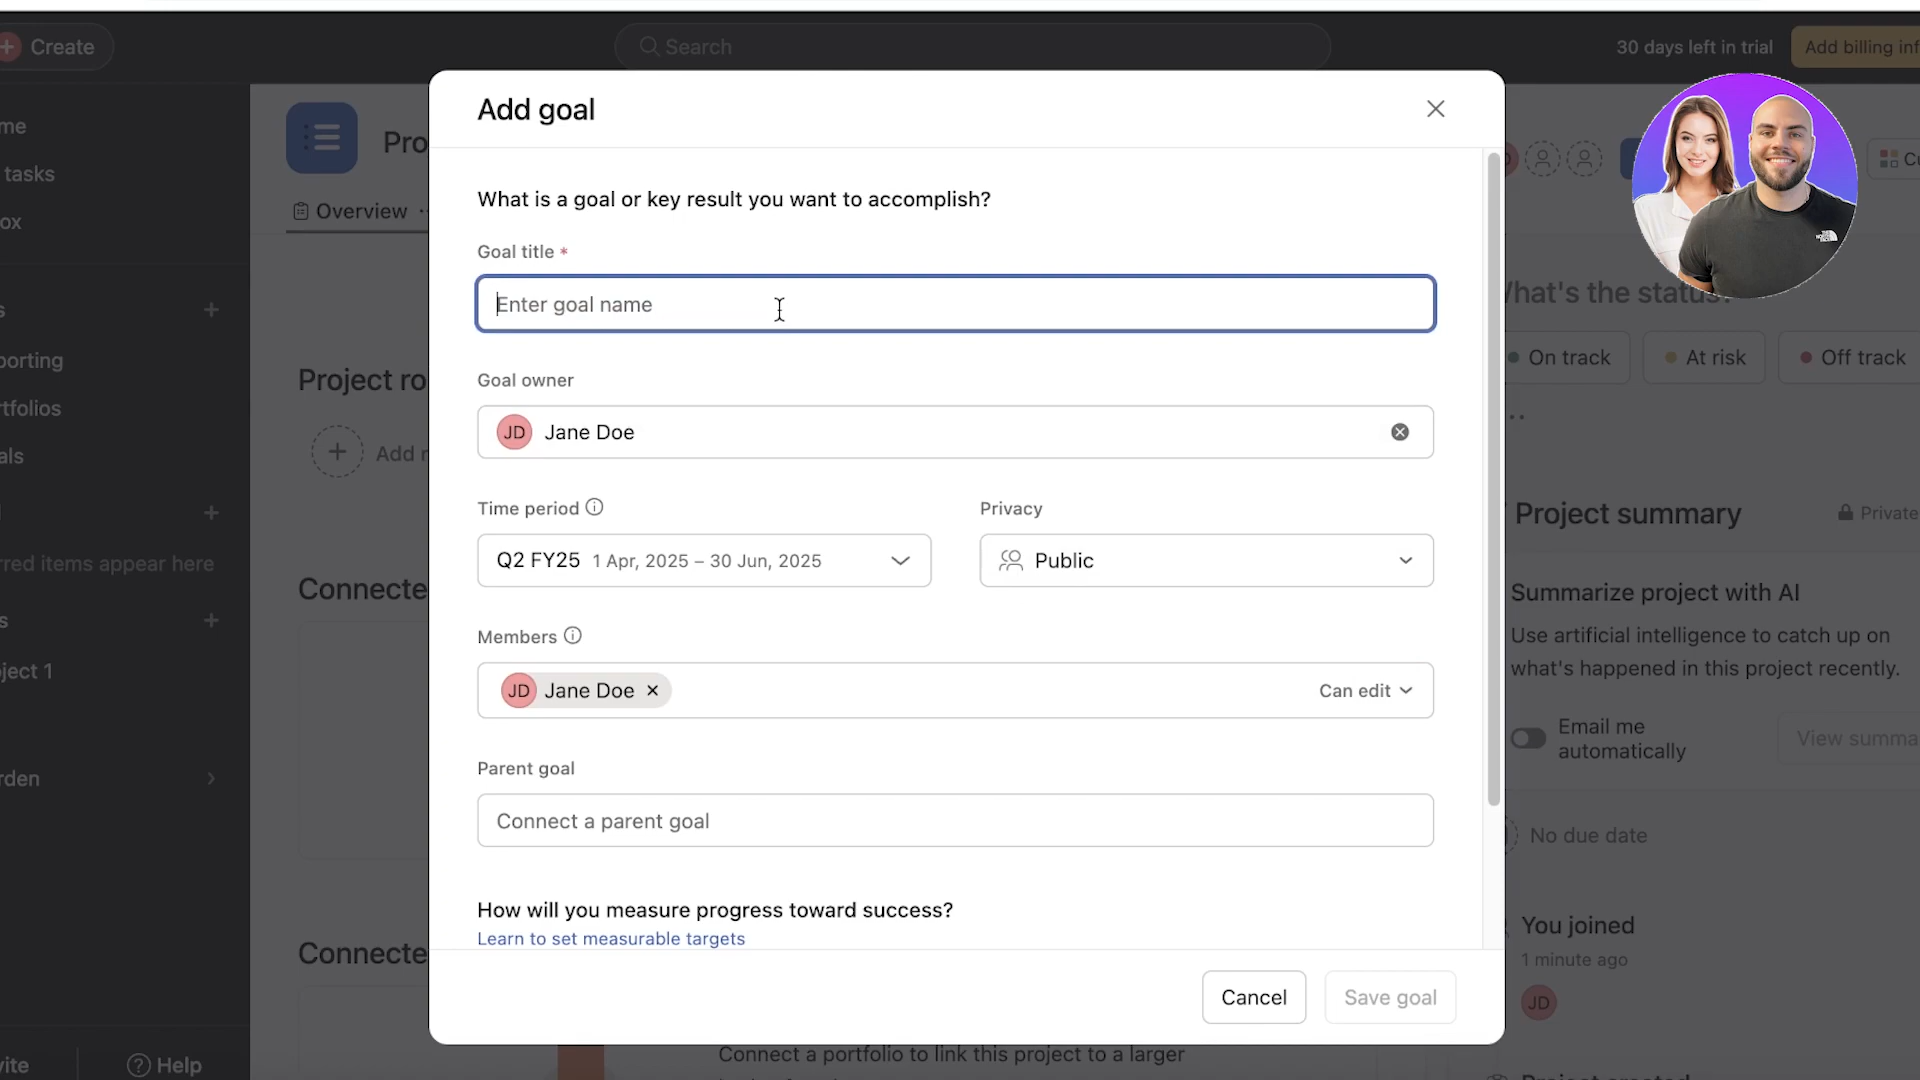 Create
Search
30 days left in trial
Add billing inf
me
tasks
ox
s
porting
rtfolios
als
rred items appear here
s
ject 1
rden
vite
Help
Pro
Overview
Project ro
Add r
Connecte
Connecte
Add goal
What is a goal or key result you want to accomplish?
Goal title *
Enter goal name
Goal owner
JD Jane Doe
Time period
Privacy
Q2 FY25 1 Apr, 2025 – 30 Jun, 2025
Public
Members
JD Jane Doe
Can edit
Parent goal
Connect a parent goal
How will you measure progress toward success?
Learn to set measurable targets
Cancel
Save goal
Connect a portfolio to link this project to a larger
Cu
hat's the status?
On track
At risk
Off track
Project summary
Private
Summarize project with AI
Use artificial intelligence to catch up on
what's happened in this project recently.
Email me
automatically
View summa
No due date
You joined
1 minute ago
JD
Project created